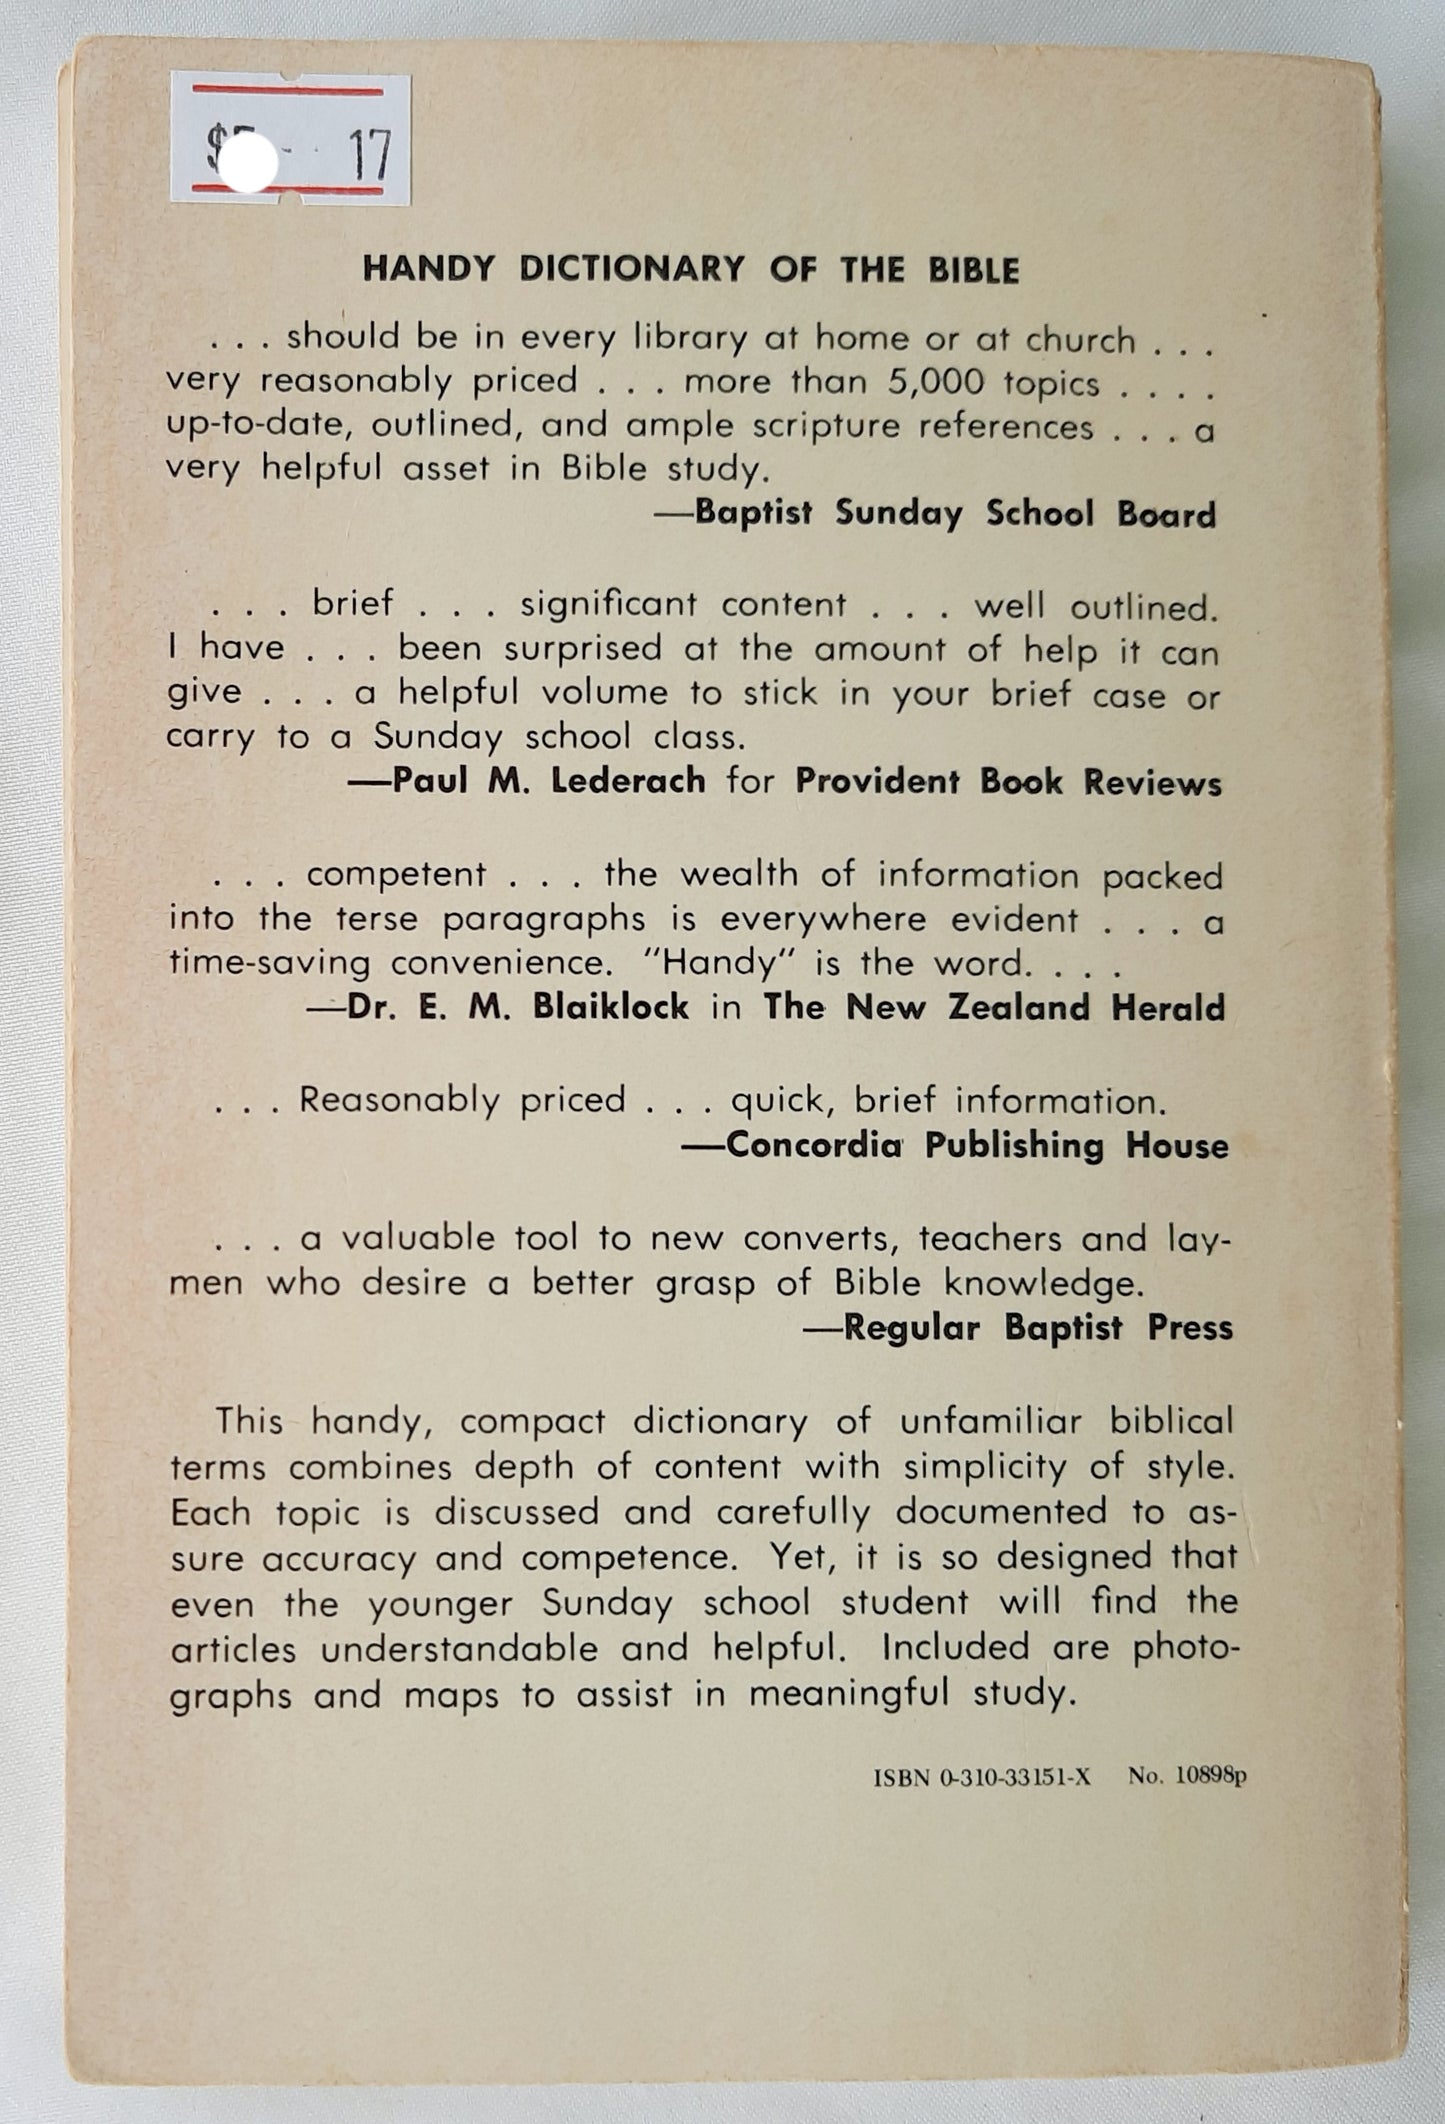 17
HANDY DICTIONARY OF THE BIBLE
. . . should be in every library at home or at church . . .
very reasonably priced . . . more than 5,000 topics . . . .
up-to-date, outlined, and ample scripture references . . . a
very helpful asset in Bible study.
—Baptist Sunday School Board
. . . brief . . . significant content . . . well outlined.
I have . . . been surprised at the amount of help it can
give . . . a helpful volume to stick in your brief case or
carry to a Sunday school class.
—Paul M. Lederach for Provident Book Reviews
. . . competent . . . the wealth of information packed
into the terse paragraphs is everywhere evident . . . a
time-saving convenience. "Handy" is the word. . . .
—Dr. E. M. Blaiklock in The New Zealand Herald
. . . Reasonably priced . . . quick, brief information.
—Concordia Publishing House
. . . a valuable tool to new converts, teachers and lay-
men who desire a better grasp of Bible knowledge.
—Regular Baptist Press
This handy, compact dictionary of unfamiliar biblical
terms combines depth of content with simplicity of style.
Each topic is discussed and carefully documented to as-
sure accuracy and competence. Yet, it is so designed that
even the younger Sunday school student will find the
articles understandable and helpful. Included are photo-
graphs and maps to assist in meaningful study.
ISBN 0-310-33151-X No. 10898p